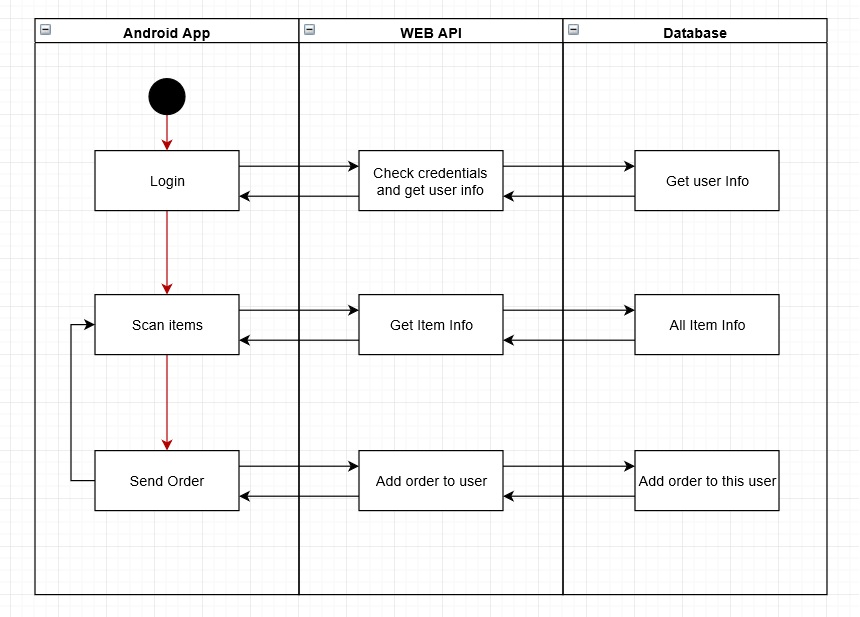 Android App
WEB API
Database
Login
Check credentials
and get user info
Get user Info
Scan items
Get Item Info
All Item Info
Send Order
Add order to user
Add order to this user